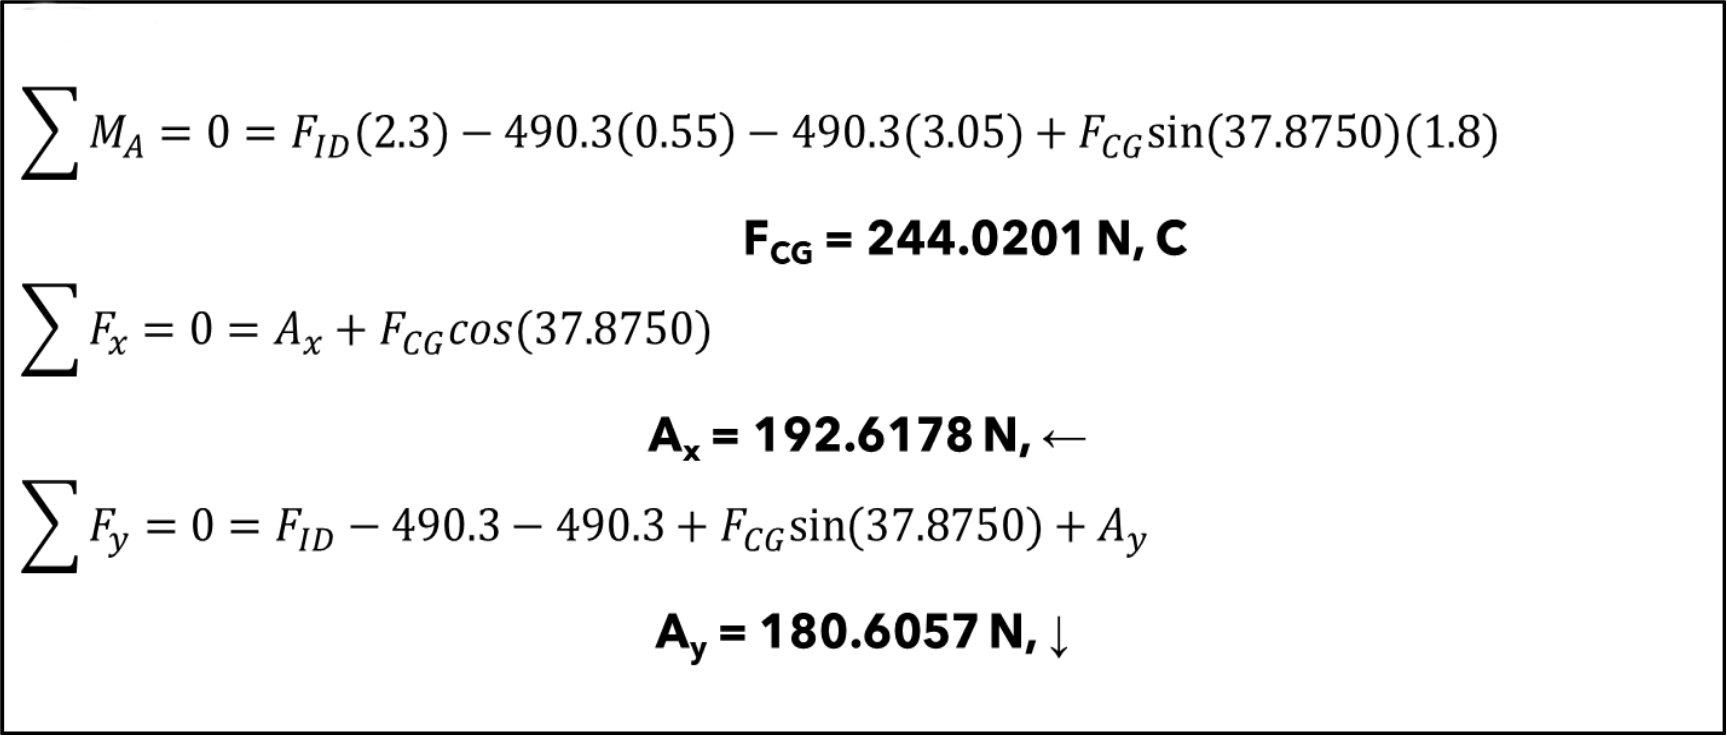 ∑ M_A = 0 = F_ID(2.3) − 490.3(0.55) − 490.3(3.05) + F_CG sin(37.8750)(1.8)
F_CG = 244.0201 N, C
∑ F_x = 0 = A_x + F_CG cos(37.8750)
A_x = 192.6178 N, ←
∑ F_y = 0 = F_ID − 490.3 − 490.3 + F_CG sin(37.8750) + A_y
A_y = 180.6057 N, ↓